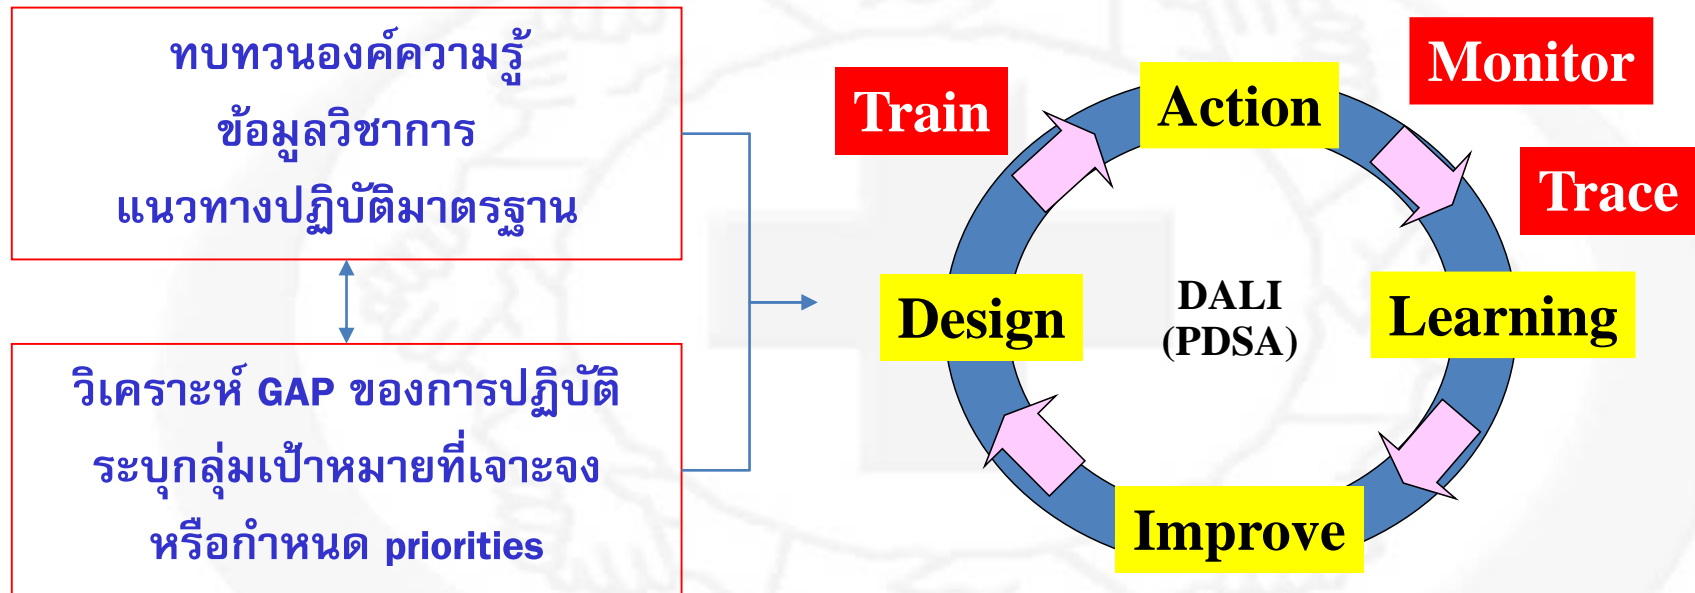 ทบทวนองค์ความรู้
ข้อมูลวิชาการ
แนวทางปฏิบัติมาตรฐาน
วิเคราะห์ GAP ของการปฏิบัติ
ระบุกลุ่มเป้าหมายที่เจาะจง
หรือกำหนด priorities
Train
Action
Monitor
Trace
Design
DALI
(PDSA)
Learning
Improve